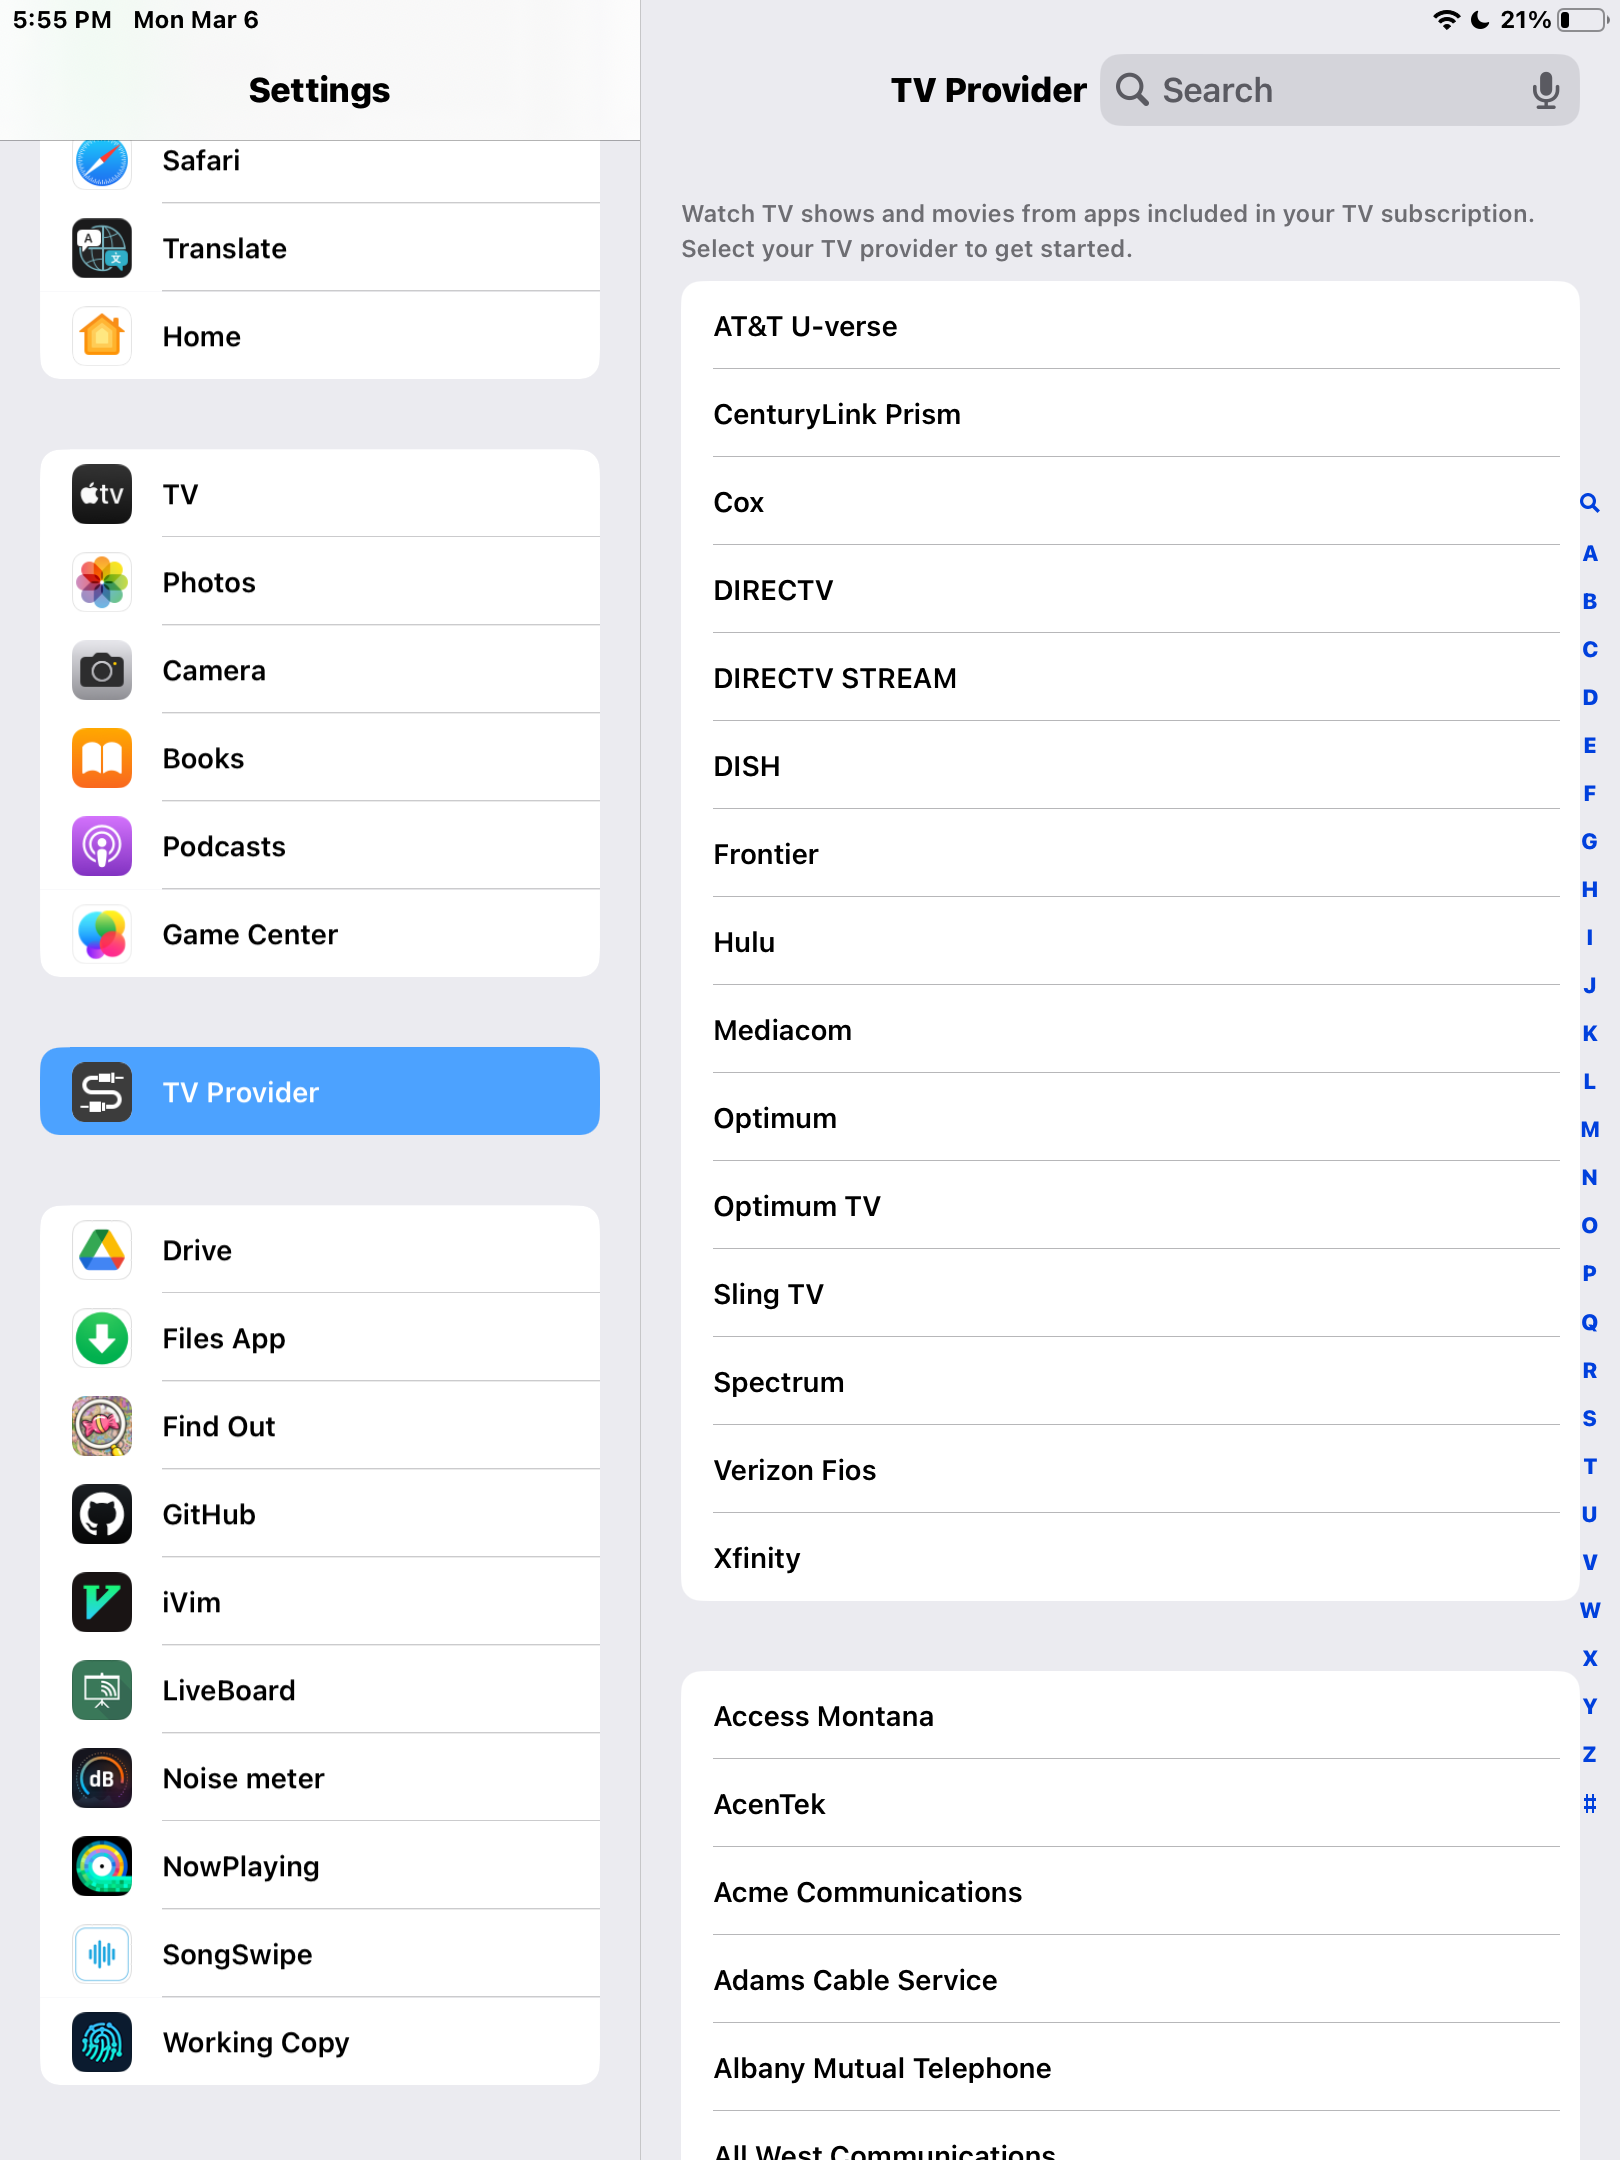 5:55 PM Mon Mar 6
21%
Settings
Safari
Translate
Home
tv TV
Photos
Camera
Books
Podcasts
Game Center
TV Provider
Drive
Files App
Find Out
GitHub
iVim
LiveBoard
dB Noise meter
NowPlaying
SongSwipe
Working Copy
TV Provider
Search
Watch TV shows and movies from apps included in your TV subscription.
Select your TV provider to get started.
AT&T U-verse
CenturyLink Prism
Cox
DIRECTV
DIRECTV STREAM
DISH
Frontier
Hulu
Mediacom
Optimum
Optimum TV
Sling TV
Spectrum
Verizon Fios
Xfinity
Access Montana
AcenTek
Acme Communications
Adams Cable Service
Albany Mutual Telephone
All West Communications
A
B
C
D
E
F
G
H
I
J
K
L
M
N
O
P
Q
R
S
T
U
V
W
X
Y
Z
#